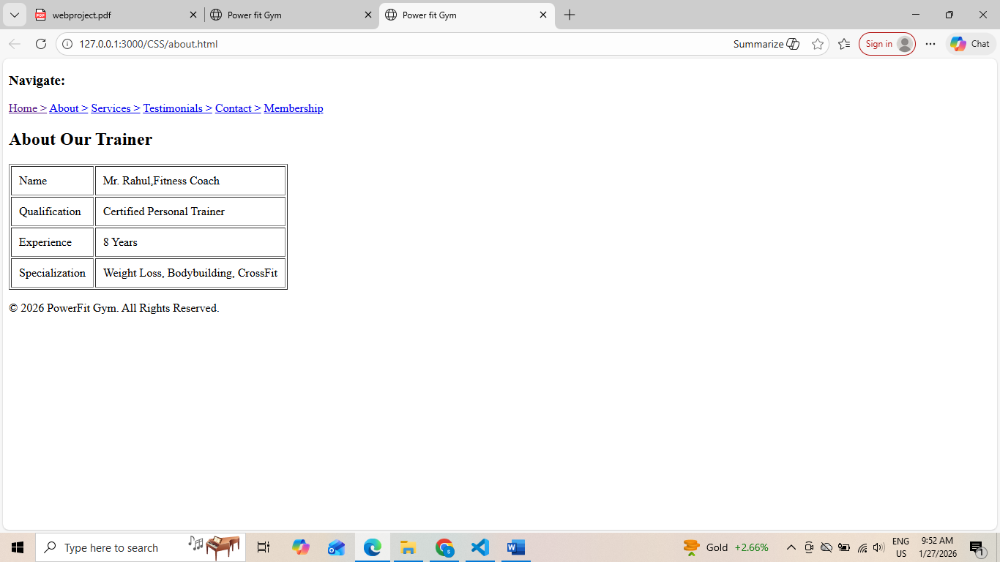 webproject.pdf
Power fit Gym
Power fit Gym
127.0.0.1:3000/CSS/about.html
Summarize
Sign in
Chat
Navigate:
Home > About > Services > Testimonials > Contact > Membership
About Our Trainer
Name Mr. Rahul,Fitness Coach
Qualification Certified Personal Trainer
Experience 8 Years
Specialization Weight Loss, Bodybuilding, CrossFit
© 2026 PowerFit Gym. All Rights Reserved.
Type here to search
Gold +2.66%
ENG
US
9:52 AM
1/27/2026
1